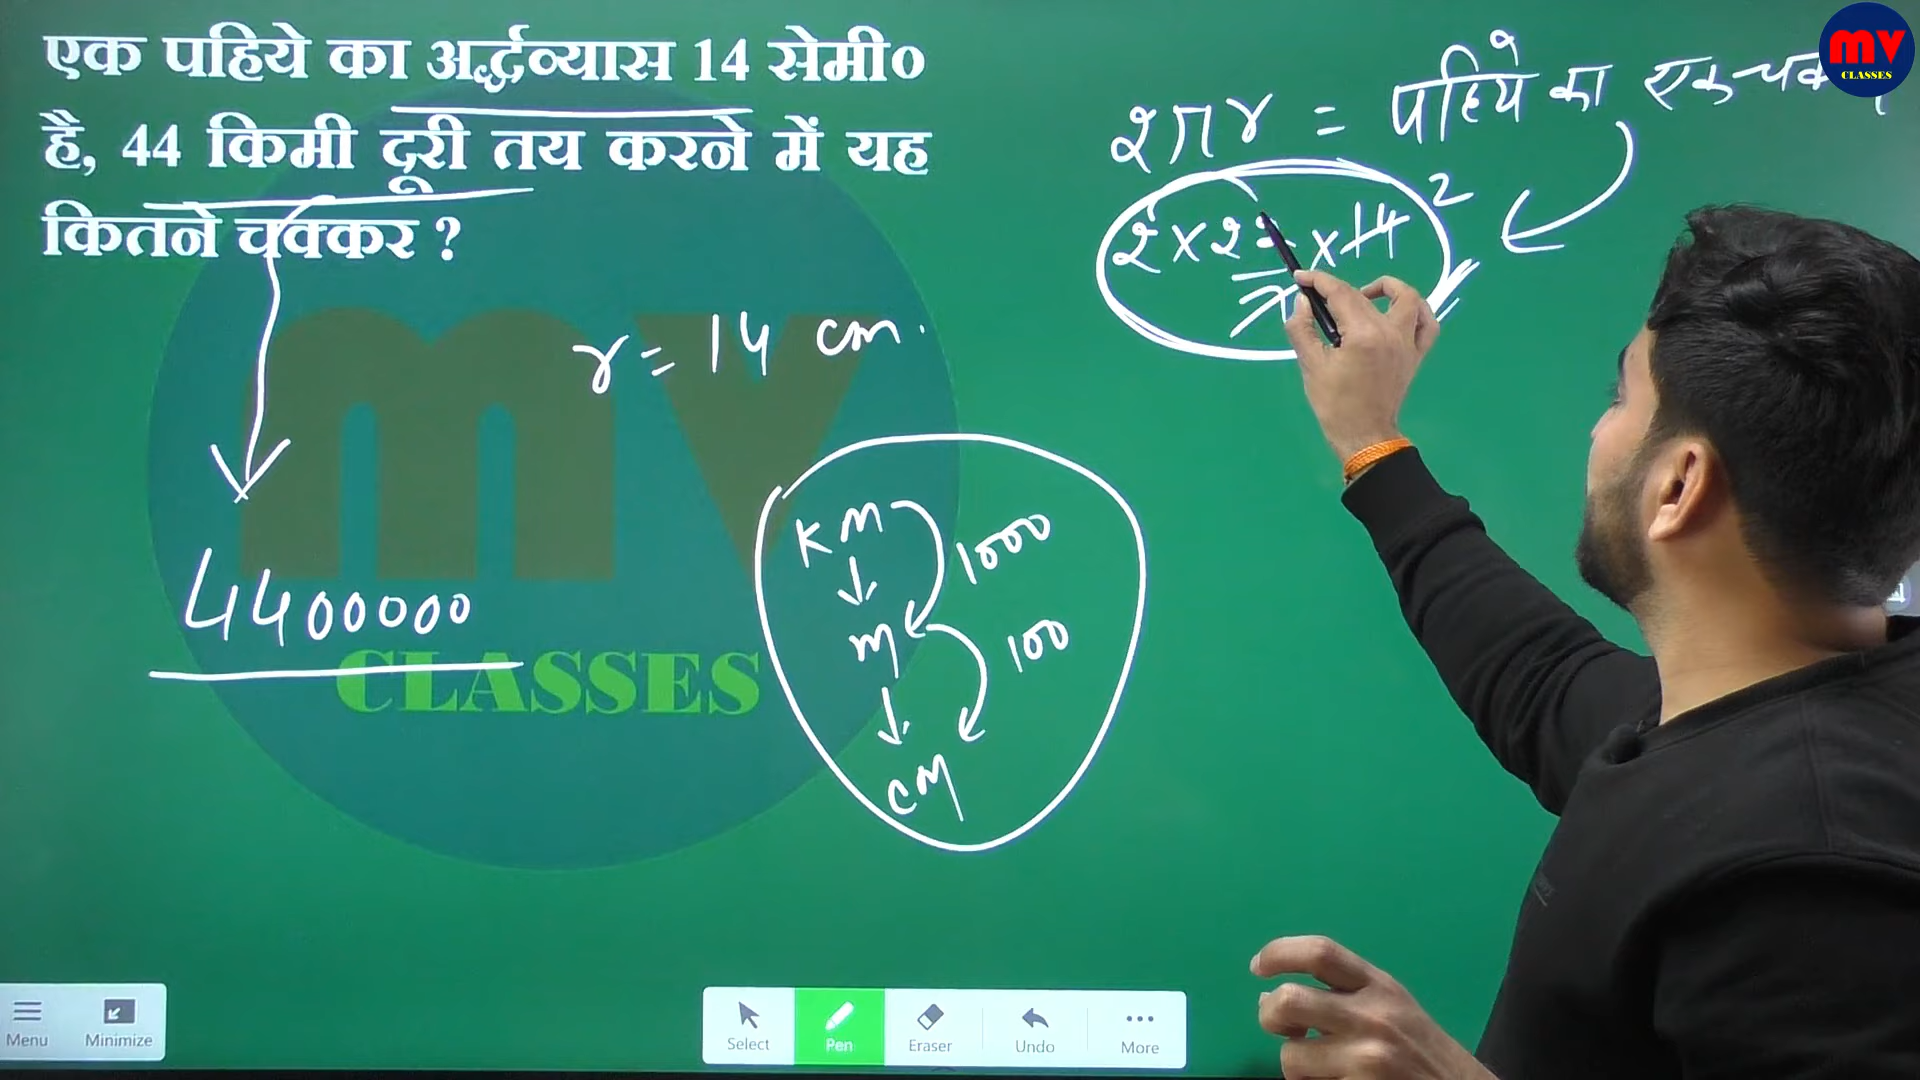 एक पहिये का अर्द्धव्यास 14 सेमी०
है, 44 किमी दूरी तय करने में यह
कितने चक्कर ?
2πr = पहिये का एक चक
2 × 22 × 14 2
7
r = 14 cm.
4400000
KM
1000
M
100
CM
mv
CLASSES
mv
CLASSES
Menu
Minimize
Select
Pen
Eraser
Undo
More